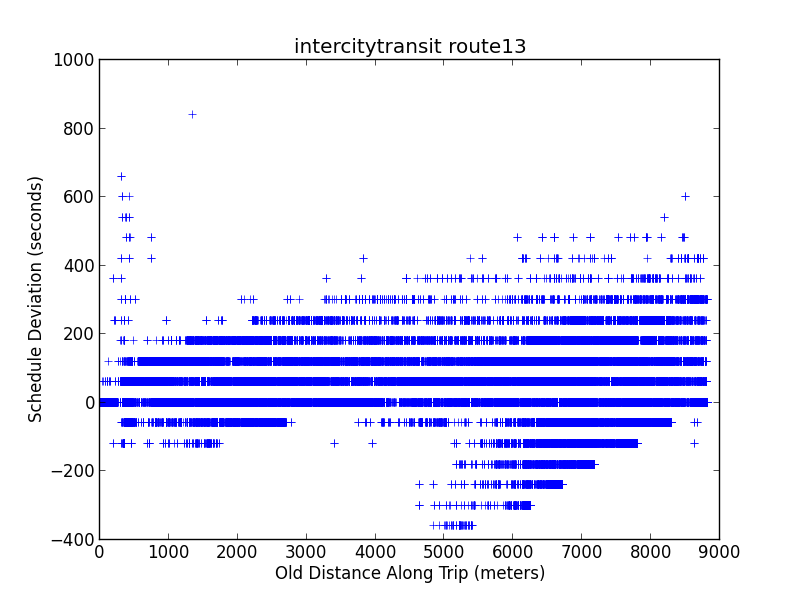 intercitytransit route13
1000
800
600
400
200
0
−200
−400
Schedule Deviation (seconds)
0 1000 2000 3000 4000 5000 6000 7000 8000 9000
Old Distance Along Trip (meters)